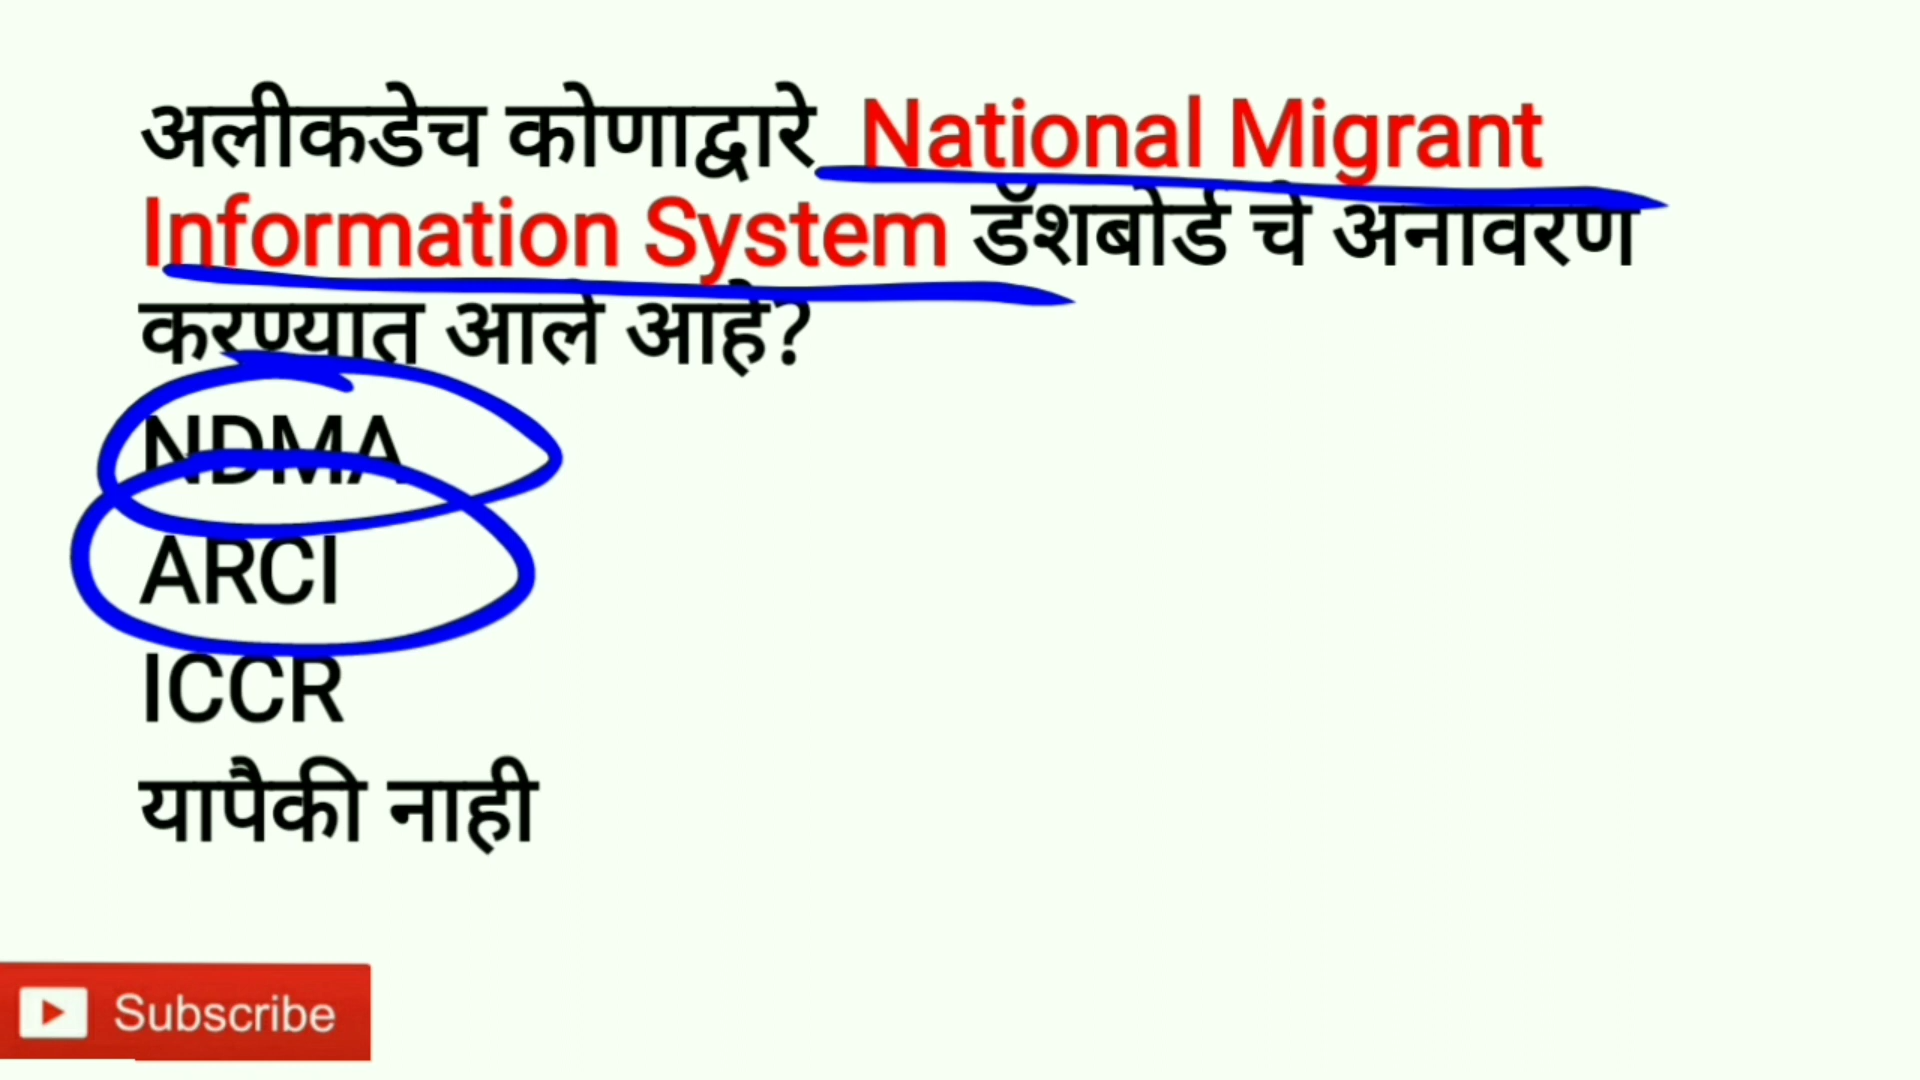 अलीकडेच कोणाद्वारे National Migrant
Information System डॅशबोर्ड चे अनावरण
करण्यात आले आहे?
NDMA
ARCI
ICCR
यापैकी नाही
Subscribe